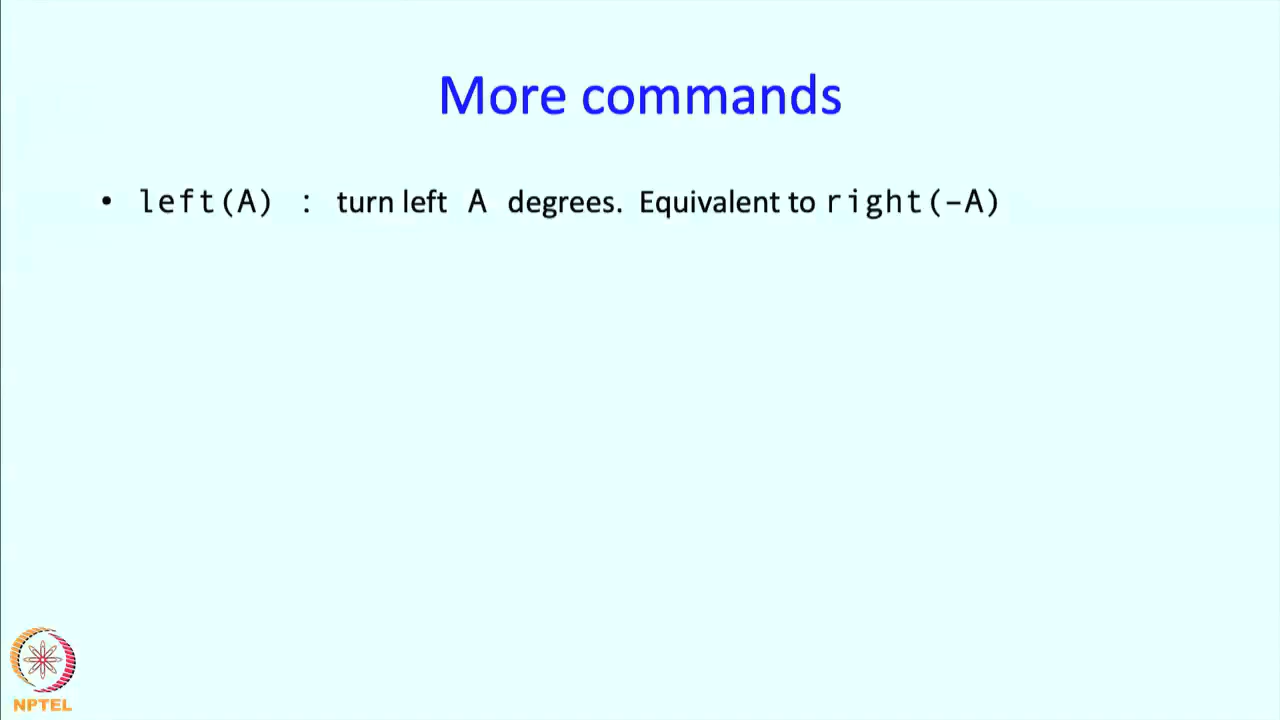 More commands
• left(A) : turn left A degrees. Equivalent to right(–A)
NPTEL